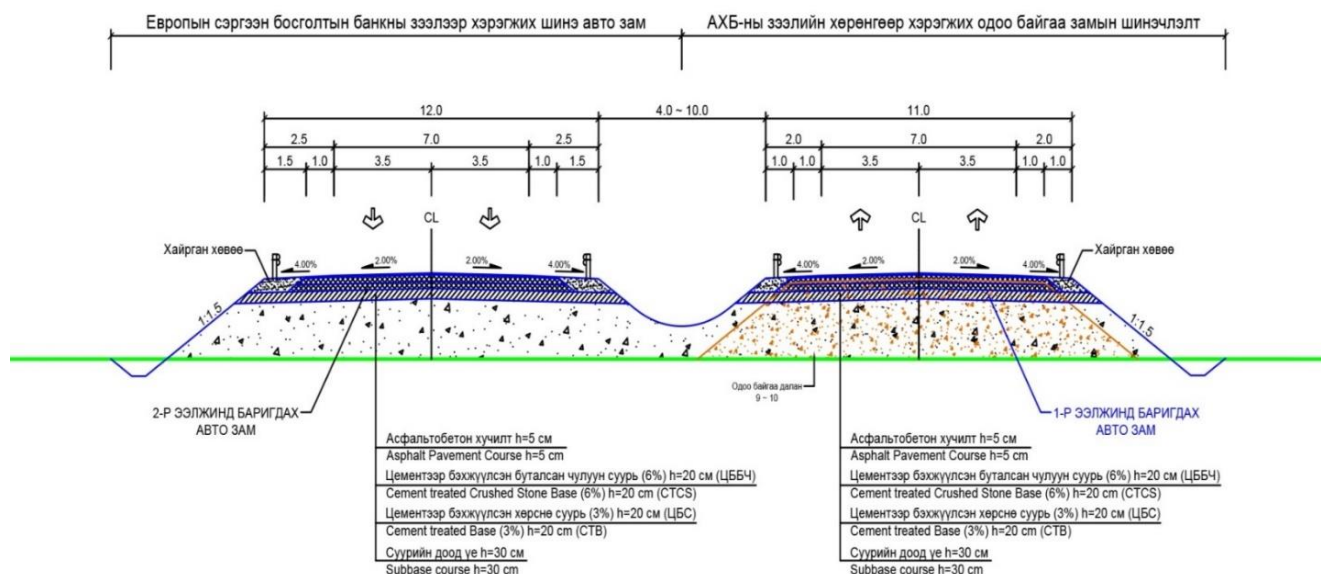 Европын сэргээн босголтын банкны зээлээр хэрэгжих шинэ авто зам
АХБ-ны зээлийн хөрөнгөөр хэрэгжих одоо байгаа замын шинэчлэлт
12.0
4.0 ~ 10.0
11.0
2.5
7.0
2.5
2.0
7.0
2.0
1.5
1.0
3.5
3.5
1.0
1.5
1.0
1.0
3.5
3.5
1.0
1.0
CL
CL
Хайрган хөвөө
4.00%
2.00%
2.00%
4.00%
4.00%
2.00%
2.00%
4.00%
Хайрган хөвөө
1:1.5
1:1.5
Одоо байгаа далан
9 ~ 10
2-Р ЭЭЛЖИНД БАРИГДАХ
АВТО ЗАМ
1-Р ЭЭЛЖИНД БАРИГДАХ
АВТО ЗАМ
Асфальтобетон хучилт h=5 см
Asphalt Pavement Course h=5 cm
Цементээр бэхжүүлсэн буталсан чулуун суурь (6%) h=20 см (ЦББЧ)
Cement treated Crushed Stone Base (6%) h=20 cm (CTCS)
Цементээр бэхжүүлсэн хөрснө суурь (3%) h=20 см (ЦБС)
Cement treated Base (3%) h=20 cm (CTB)
Суурийн доод үе h=30 см
Subbase course h=30 cm
Асфальтобетон хучилт h=5 см
Asphalt Pavement Course h=5 cm
Цементээр бэхжүүлсэн буталсан чулуун суурь (6%) h=20 см (ЦББЧ)
Cement treated Crushed Stone Base (6%) h=20 cm (CTCS)
Цементээр бэхжүүлсэн хөрснө суурь (3%) h=20 см (ЦБС)
Cement treated Base (3%) h=20 cm (CTB)
Суурийн доод үе h=30 см
Subbase course h=30 cm